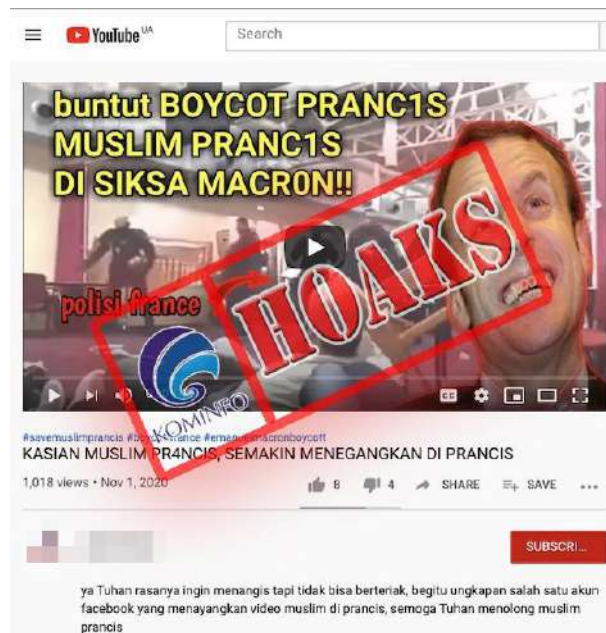 YouTube UA
Search
buntut BOYCOT PRANC1S
MUSLIM PRANC1S
DI SIKSA MACR0N!!
polisi france
HOAKS
KOMINFO
#savemuslimprancis #boycotfrance #emanuelmacronboycott
KASIAN MUSLIM PR4NCIS, SEMAKIN MENEGANGKAN DI PRANCIS
1,018 views • Nov 1, 2020 8 4 SHARE SAVE ...
SUBSCRI...
ya Tuhan rasanya ingin menangis tapi tidak bisa berteriak, begitu ungkapan salah satu akun
facebook yang menayangkan video muslim di prancis, semoga Tuhan menolong muslim
prancis